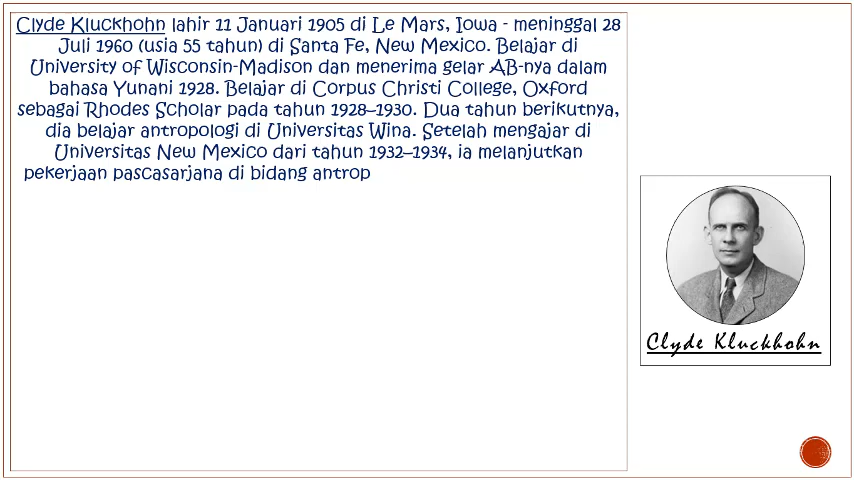 Clyde Kluckhohn lahir 11 Januari 1905 di Le Mars, Iowa - meninggal 28
Juli 1960 (usia 55 tahun) di Santa Fe, New Mexico. Belajar di
University of Wisconsin-Madison dan menerima gelar AB-nya dalam
bahasa Yunani 1928. Belajar di Corpus Christi College, Oxford
sebagai Rhodes Scholar pada tahun 1928–1930. Dua tahun berikutnya,
dia belajar antropologi di Universitas Wina. Setelah mengajar di
Universitas New Mexico dari tahun 1932–1934, ia melanjutkan
pekerjaan pascasarjana di bidang antrop
Clyde Kluckhohn